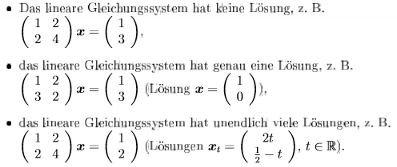 • Das lineare Gleichungssystem hat keine Lösung, z. B.
( 1 2 ; 2 4 ) x = ( 1 ; 3 ),
• das lineare Gleichungssystem hat genau eine Lösung, z. B.
( 1 2 ; 3 2 ) x = ( 1 ; 3 ) (Lösung x = ( 1 ; 0 )),
• das lineare Gleichungssystem hat unendlich viele Lösungen, z. B.
( 1 2 ; 2 4 ) x = ( 1 ; 2 ) (Lösungen x_t = ( 2t ; 1/2 − t ), t ∈ ℝ).